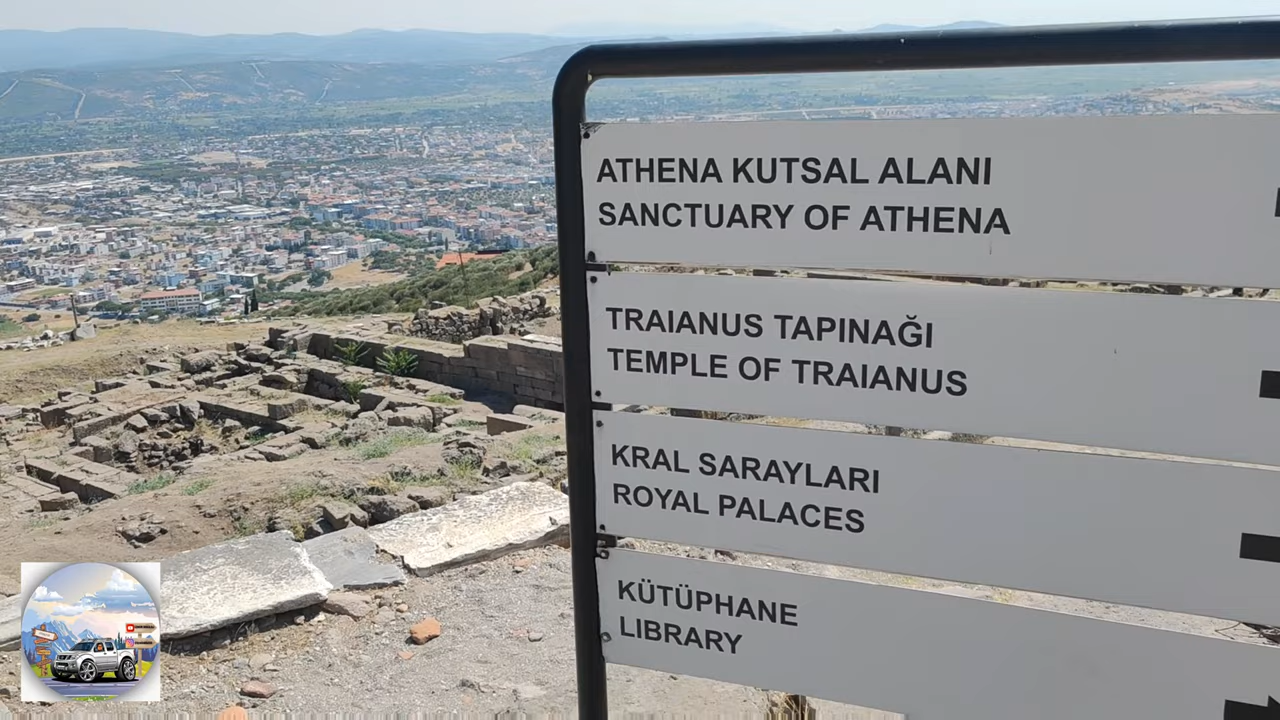 ATHENA KUTSAL ALANI
SANCTUARY OF ATHENA
TRAIANUS TAPINAĞI
TEMPLE OF TRAIANUS
KRAL SARAYLARI
ROYAL PALACES
KÜTÜPHANE
LIBRARY